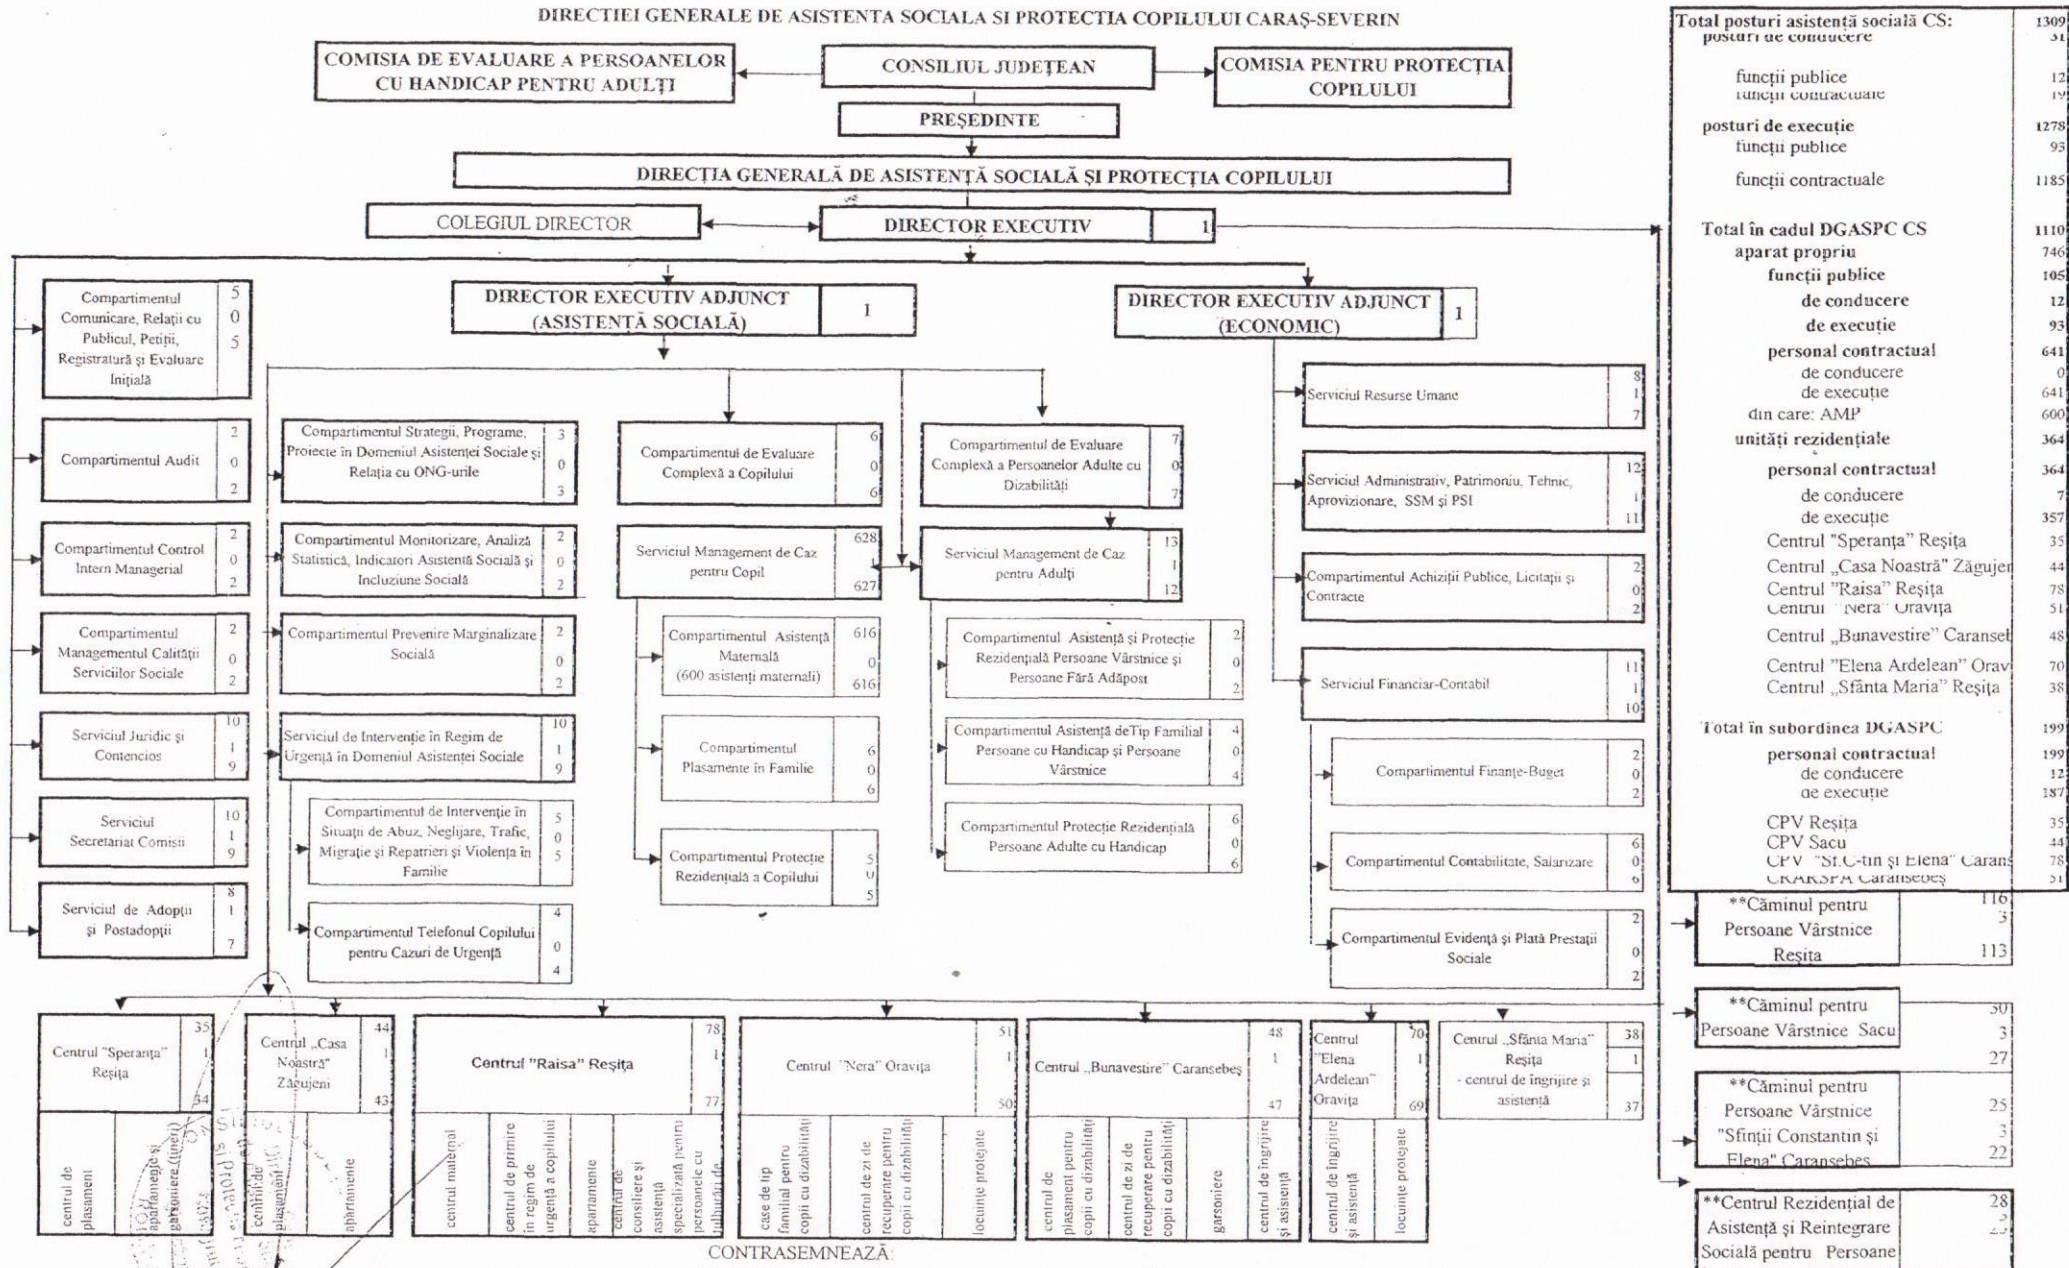 DIRECTIEI GENERALE DE ASISTENTA SOCIALA SI PROTECTIA COPILULUI CARAŞ-SEVERIN
COMISIA DE EVALUARE A PERSOANELOR
CU HANDICAP PENTRU ADULŢI
CONSILIUL JUDEŢEAN
COMISIA PENTRU PROTECŢIA
COPILULUI
PREŞEDINTE
DIRECŢIA GENERALĂ DE ASISTENŢĂ SOCIALĂ ŞI PROTECŢIA COPILULUI
COLEGIUL DIRECTOR
DIRECTOR EXECUTIV 1
DIRECTOR EXECUTIV ADJUNCT
(ASISTENTĂ SOCIALĂ)
1
DIRECTOR EXECUTIV ADJUNCT
(ECONOMIC)
1
Compartimentul
Comunicare, Relaţii cu
Publicul, Petiţii,
Registratură şi Evaluare
Iniţială
5
0
5
Compartimentul Audit
2
0
2
Compartimentul Control
Intern Managerial
2
0
2
Compartimentul
Managementul Calităţii
Serviciilor Sociale
2
0
2
Serviciul Juridic şi
Contencios
10
1
9
Serviciul
Secretariat Comisii
10
1
9
Serviciul de Adopţii
şi Postadopţii
8
1
7
Compartimentul Strategii, Programe,
Proiecte în Domeniul Asistenţei Sociale şi
Relaţia cu ONG-urile
3
0
3
Compartimentul Monitorizare, Analiză
Statistică, Indicatori Asistentă Socială şi
Incluziune Socială
2
0
2
Compartimentul Prevenire Marginalizare
Socială
2
0
2
Serviciul de Intervenţie în Regim de
Urgenţă în Domeniul Asistenţei Sociale
10
1
9
Compartimentul de Intervenţie în
Situaţii de Abuz, Neglijare, Trafic,
Migraţie şi Repatrieri şi Violenţa în
Familie
5
0
5
Compartimentul Telefonul Copilului
pentru Cazuri de Urgenţă
4
0
4
Compartimentul de Evaluare
Complexă a Copilului
6
0
6
Serviciul Management de Caz
pentru Copil
628
1
627
Compartimentul Asistenţă
Maternală
(600 asistenţi maternali)
616
0
616
Compartimentul
Plasamente în Familie
6
0
6
Compartimentul Protecţie
Rezidenţială a Copilului
5
0
5
Compartimentul de Evaluare
Complexă a Persoanelor Adulte cu
Dizabilităţi
7
0
7
Serviciul Management de Caz
pentru Adulţi
13
1
12
Compartimentul Asistenţă şi Protecţie
Rezidenţială Persoane Vârstnice şi
Persoane Fără Adăpost
2
0
2
Compartimentul Asistenţă deTip Familial
Persoane cu Handicap şi Persoane
Vârstnice
4
0
4
Compartimentul Protecţie Rezidenţială
Persoane Adulte cu Handicap
6
0
6
Serviciul Resurse Umane
8
1
7
Serviciul Administrativ, Patrimoniu, Tehnic,
Aprovizionare, SSM şi PSI
12
1
11
Compartimentul Achiziţii Publice, Licitaţii şi
Contracte
2
0
2
Serviciul Financiar-Contabil
11
1
10
Compartimentul Finanţe-Buget
2
0
2
Compartimentul Contabilitate, Salarizare
6
0
6
Compartimentul Evidenţă şi Plată Prestaţii
Sociale
2
0
2
Total posturi asistenţă socială CS: 1309
posturi de conducere 31
funcţii publice 12
funcţii contractuale 19
posturi de execuţie 1278
funcţii publice 93
funcţii contractuale 1185
Total în cadul DGASPC CS 1110
aparat propriu 746
funcţii publice 105
de conducere 12
de execuţie 93
personal contractual 641
de conducere 0
de execuţie 641
din care: AMP 600
unităţi rezidenţiale 364
personal contractual 364
de conducere 7
de execuţie 357
Centrul "Speranţa" Reşiţa 35
Centrul „Casa Noastră" Zăgujen 44
Centrul "Raisa" Reşiţa 78
Centrul "Nera" Oraviţa 51
Centrul „Bunavestire" Caranset 48
Centrul "Elena Ardelean" Orav 70
Centrul „Sfânta Maria" Reşiţa 38
Total în subordinea DGASPC 199
personal contractual 199
de conducere 12
de execuţie 187
CPV Reşiţa 35
CPV Sacu 44
CPV "Sf.C-tin şi Elena" Carans 78
CRARSPA Caransebeş 51
**Căminul pentru
Persoane Vârstnice
Reşiţa
116
3
113
**Căminul pentru
Persoane Vârstnice Sacu
30
3
27
**Căminul pentru
Persoane Vârstnice
"Sfinţii Constantin şi
Elena" Caransebeş
25
3
22
**Centrul Rezidenţial de
Asistenţă şi Reintegrare
Socială pentru Persoane
28
Centrul "Speranţa"
Reşiţa
35
1
34
centrul de
plasament
apartamente şi
garsoniere (tineri)
Centrul „Casa
Noastră"
Zăgujeni
44
1
43
centrul de
plasament
apartamente
Centrul "Raisa" Reşiţa
78
1
77
centrul maternal
centrul de primire
în regim de
urgenţă a copilului
apartamente
centrul de
consiliere şi
asistenţă
specializată pentru
persoanele cu
tulburări de
Centrul "Nera" Oraviţa
51
1
50
case de tip
familial pentru
copii cu dizabilităţi
centrul de zi de
recuperare pentru
copii cu dizabilităţi
locuinţe protejate
Centrul „Bunavestire" Caransebeş
48
1
47
centrul de
plasament pentru
copii cu dizabilităţi
centrul de zi de
recuperare pentru
copii cu dizabilităţi
garsoniere
centrul de îngrijire
şi asistenţă
Centrul
"Elena
Ardelean"
Oraviţa
70
1
69
centrul de îngrijire
şi asistenţă
locuinţe protejate
Centrul „Sfânta Maria"
Reşiţa
- centrul de îngrijire şi
asistenţă
38
1
37
CONTRASEMNEAZĂ: